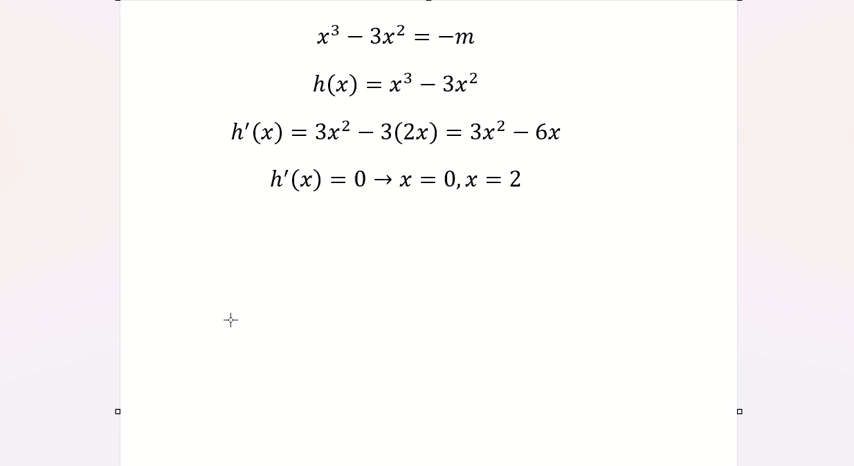 x³ − 3x² = −m
h(x) = x³ − 3x²
h′(x) = 3x² − 3(2x) = 3x² − 6x
h′(x) = 0 → x = 0, x = 2